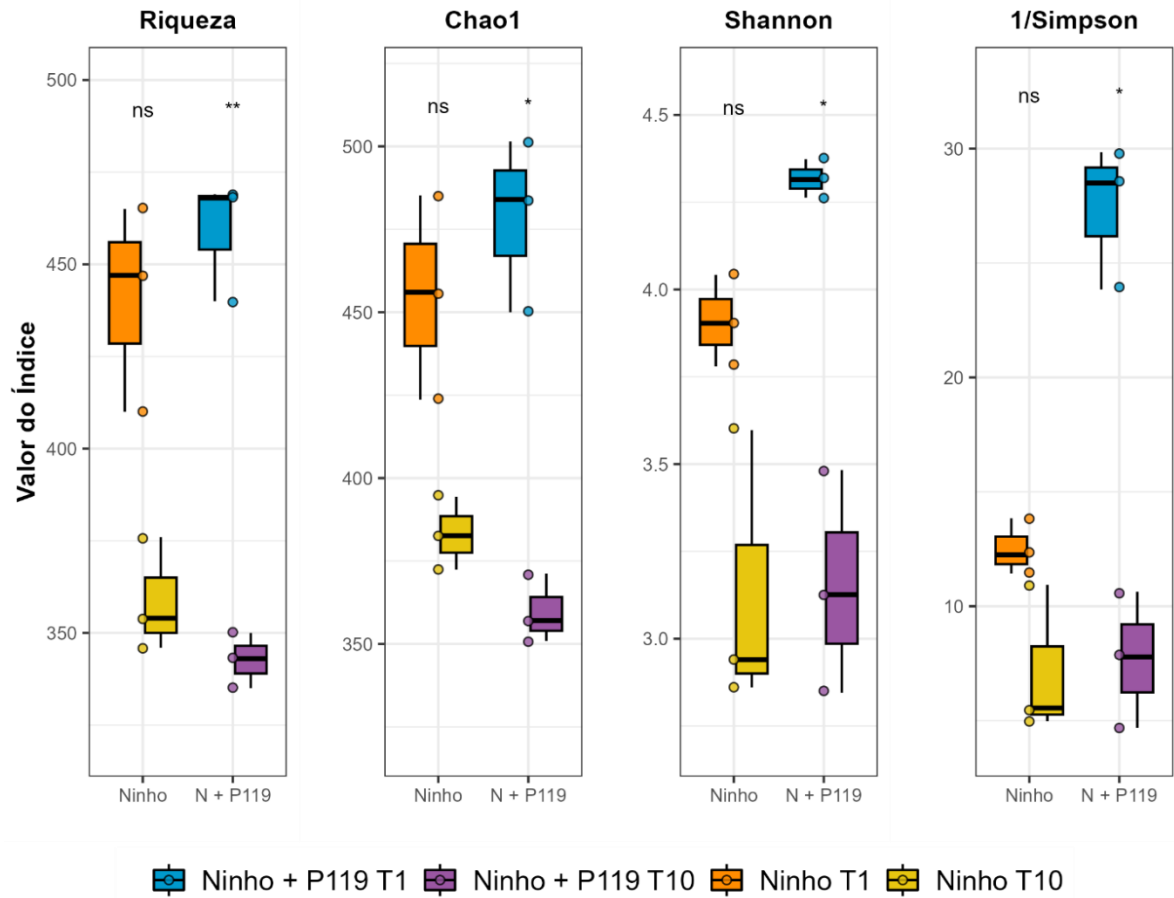 Riqueza Chao1 Shannon 1/Simpson
Valor do Índice
500
450
400
350
ns **
Ninho N + P119
500
450
400
350
ns *
Ninho N + P119
4.5
4.0
3.5
3.0
ns *
Ninho N + P119
30
20
10
ns *
Ninho N + P119
Ninho + P119 T1 Ninho + P119 T10 Ninho T1 Ninho T10